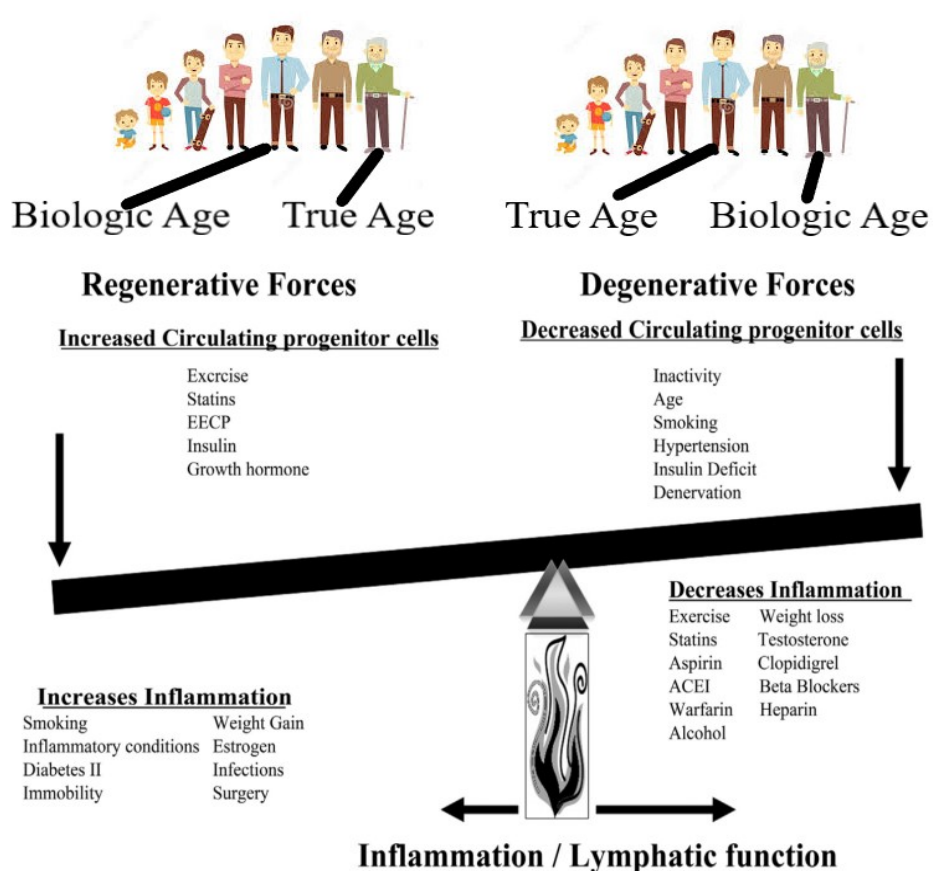 Biologic Age True Age
True Age Biologic Age
Regenerative Forces
Increased Circulating progenitor cells
Exercise
Statins
EECP
Insulin
Growth hormone
Degenerative Forces
Decreased Circulating progenitor cells
Inactivity
Age
Smoking
Hypertension
Insulin Deficit
Denervation
Decreases Inflammation
Exercise Weight loss
Statins Testosterone
Aspirin Clopidigrel
ACEI Beta Blockers
Warfarin Heparin
Alcohol
Increases Inflammation
Smoking Weight Gain
Inflammatory conditions Estrogen
Diabetes II Infections
Immobility Surgery
Inflammation / Lymphatic function